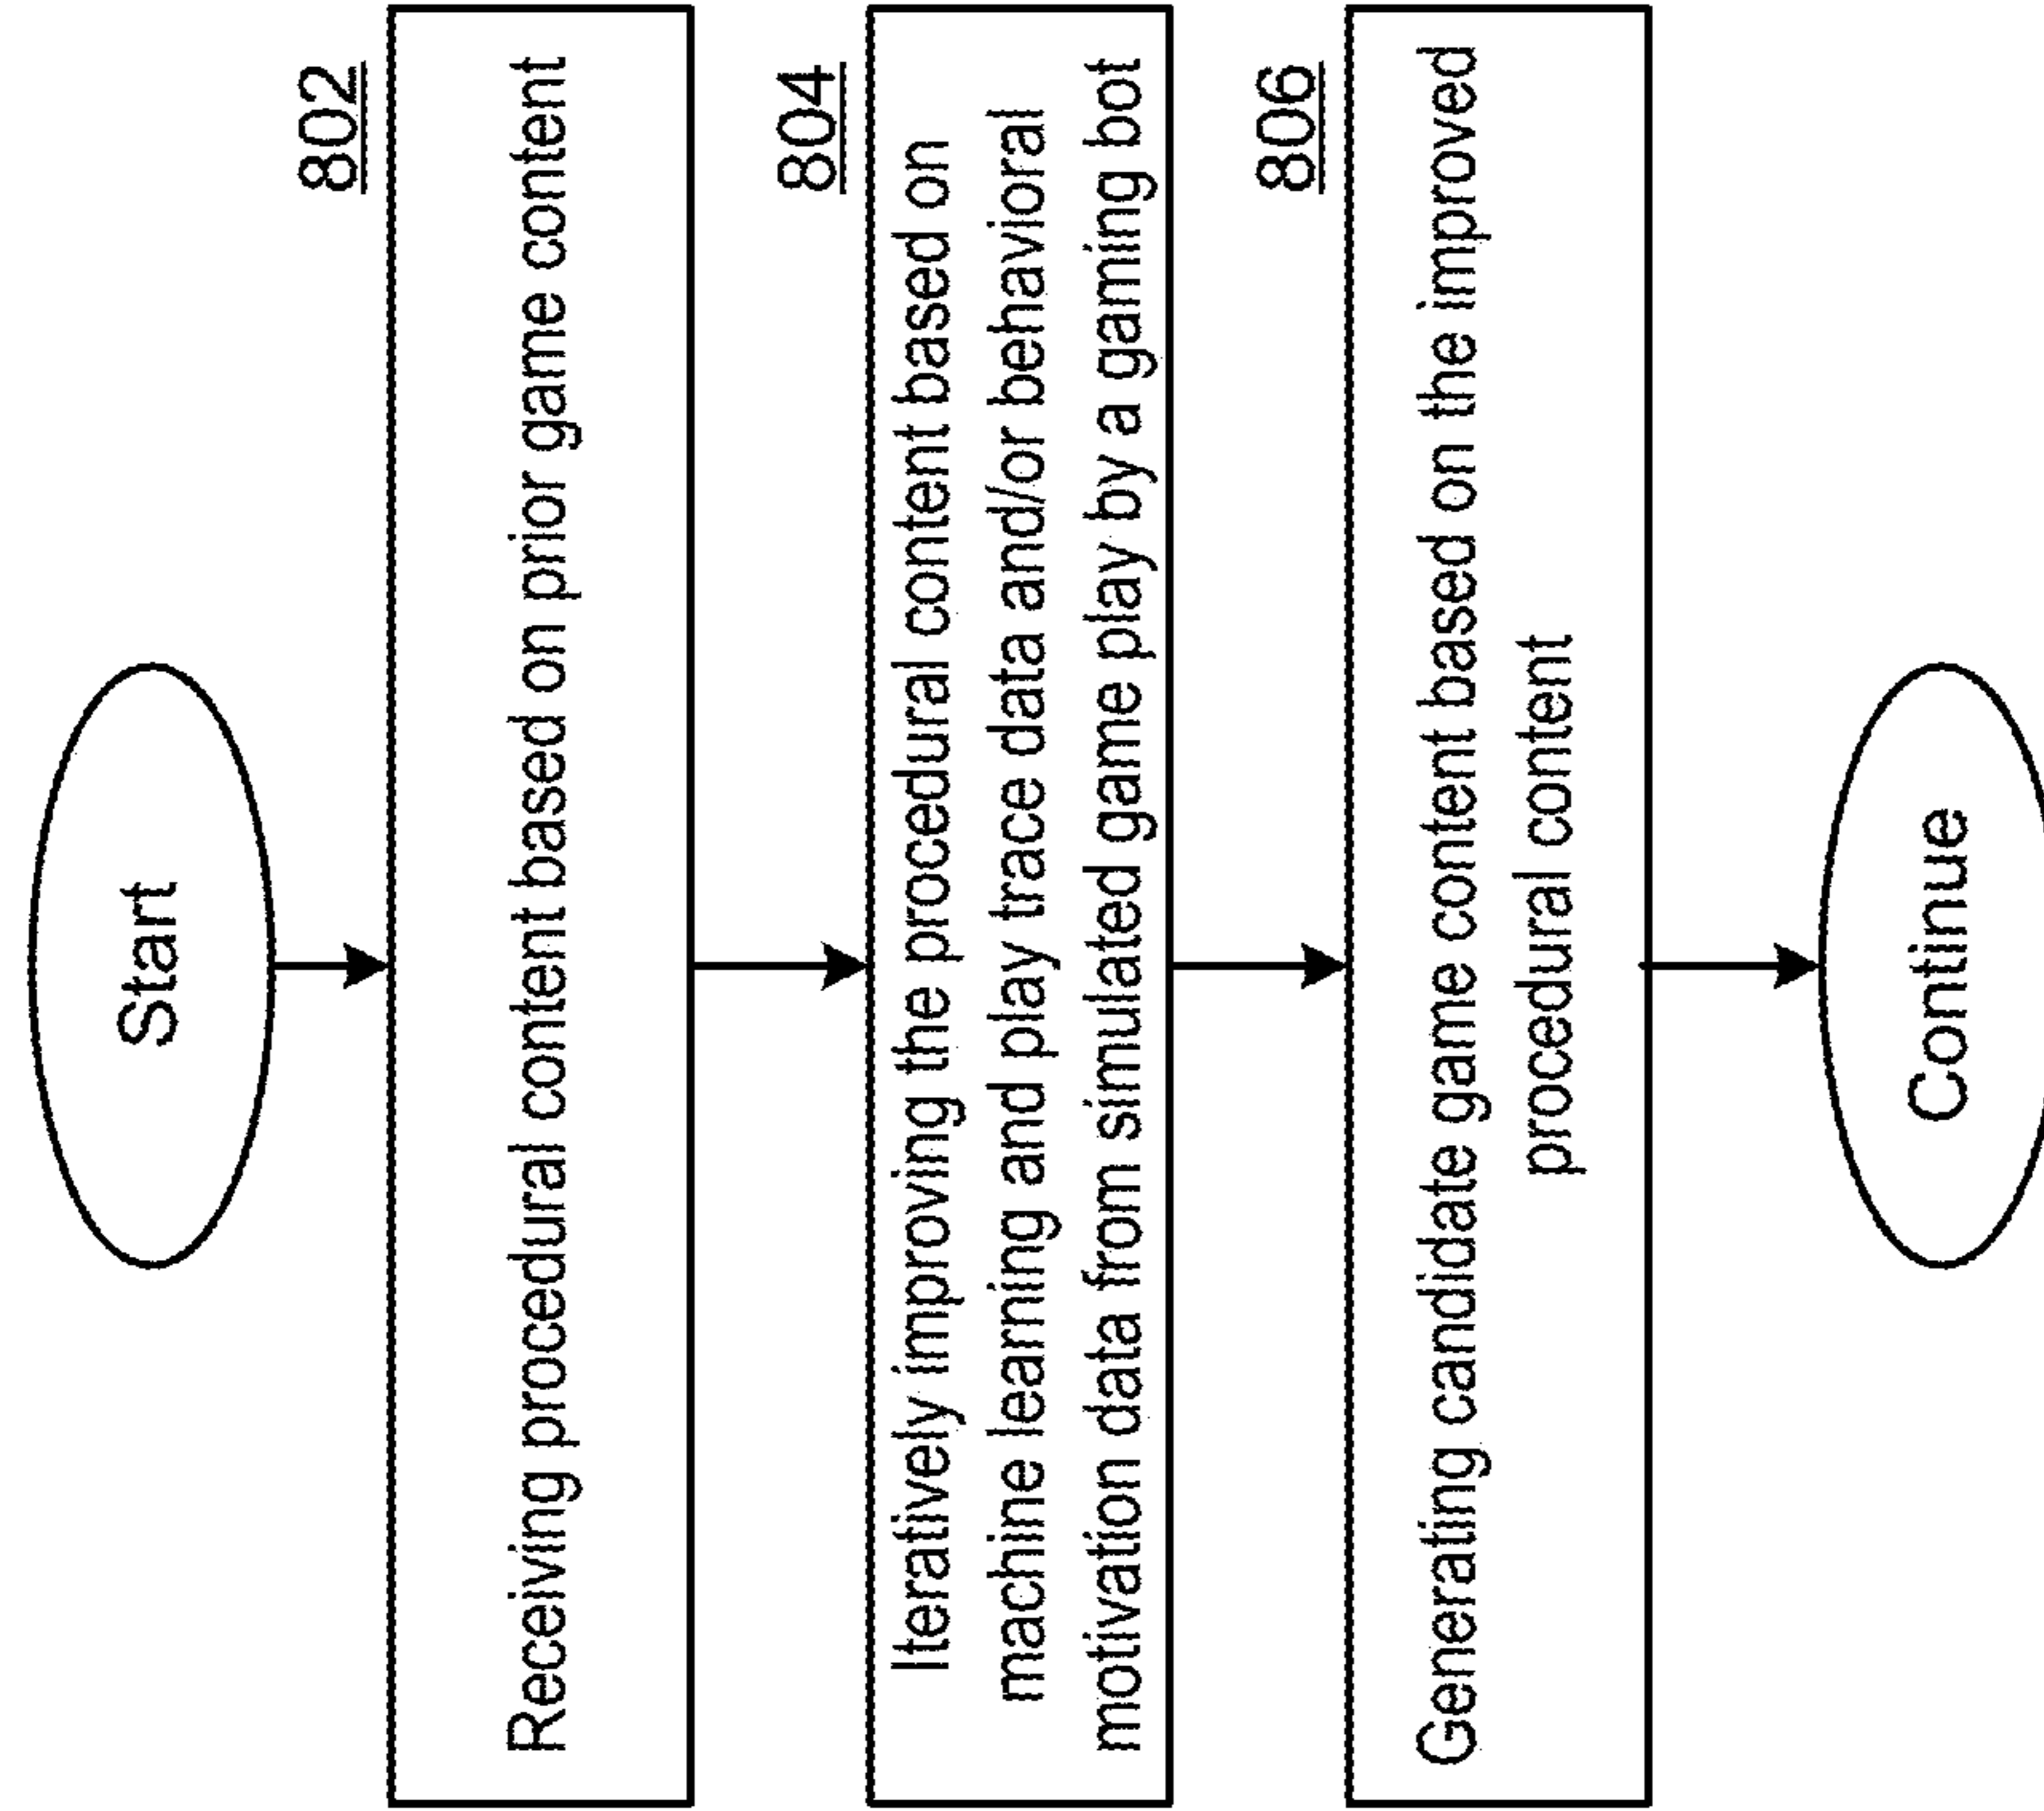 Start
802
Receiving procedural content based on prior game content
804
Iteratively improving the procedural content based on
machine learning and play trace data and/or behavioral
motivation data from simulated game play by a gaming bot
806
Generating candidate game content based on the improved
procedural content
Continue